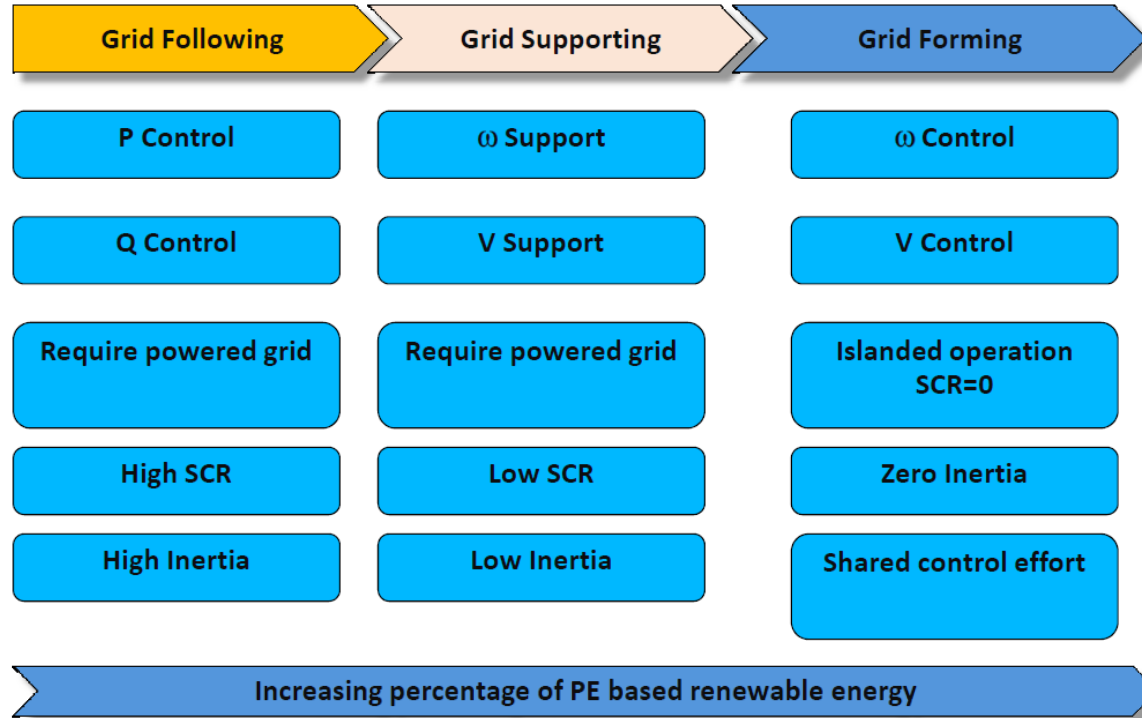 Grid Following
Grid Supporting
Grid Forming
P Control
ω Support
ω Control
Q Control
V Support
V Control
Require powered grid
Require powered grid
Islanded operation
SCR=0
High SCR
Low SCR
Zero Inertia
High Inertia
Low Inertia
Shared control effort
Increasing percentage of PE based renewable energy